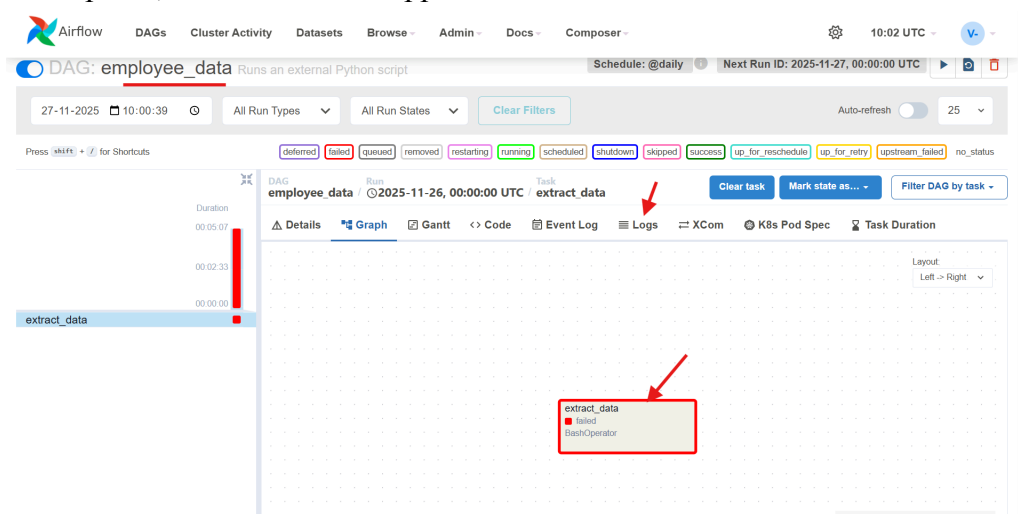 Airflow DAGs Cluster Activity Datasets Browse Admin Docs Composer 10:02 UTC V-
DAG: employee_data Runs an external Python script Schedule: @daily Next Run ID: 2025-11-27, 00:00:00 UTC
27-11-2025 10:00:39 All Run Types All Run States Clear Filters Auto-refresh 25
Press shift + / for Shortcuts deferred failed queued removed restarting running scheduled shutdown skipped success up_for_reschedule up_for_retry upstream_failed no_status
DAG Run Task
employee_data / 2025-11-26, 00:00:00 UTC / extract_data Clear task Mark state as... Filter DAG by task
Duration
00:05:07
00:02:33
00:00:00
extract_data
Details Graph Gantt Code Event Log Logs XCom K8s Pod Spec Task Duration
Layout:
Left -> Right
extract_data
failed
BashOperator